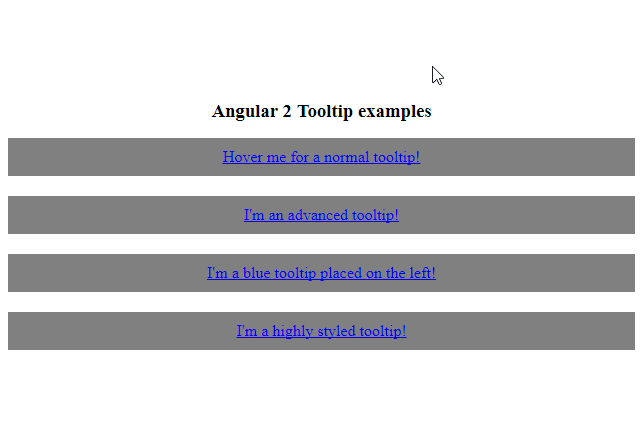 Angular 2 Tooltip examples
Hover me for a normal tooltip!
I'm an advanced tooltip!
I'm a blue tooltip placed on the left!
I'm a highly styled tooltip!